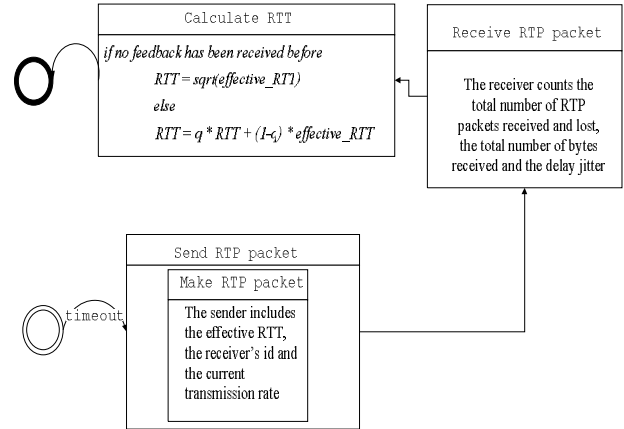 Calculate RTT
if no feedback has been received before
RTT = sqrt(effective_RTT)
else
RTT = q * RTT + (1-q) * effective_RTT
Receive RTP packet
The receiver counts the
total number of RTP
packets received and lost,
the total number of bytes
received and the delay jitter
Send RTP packet
Make RTP packet
timeout
The sender includes
the effective RTT,
the receiver's id and
the current
transmission rate